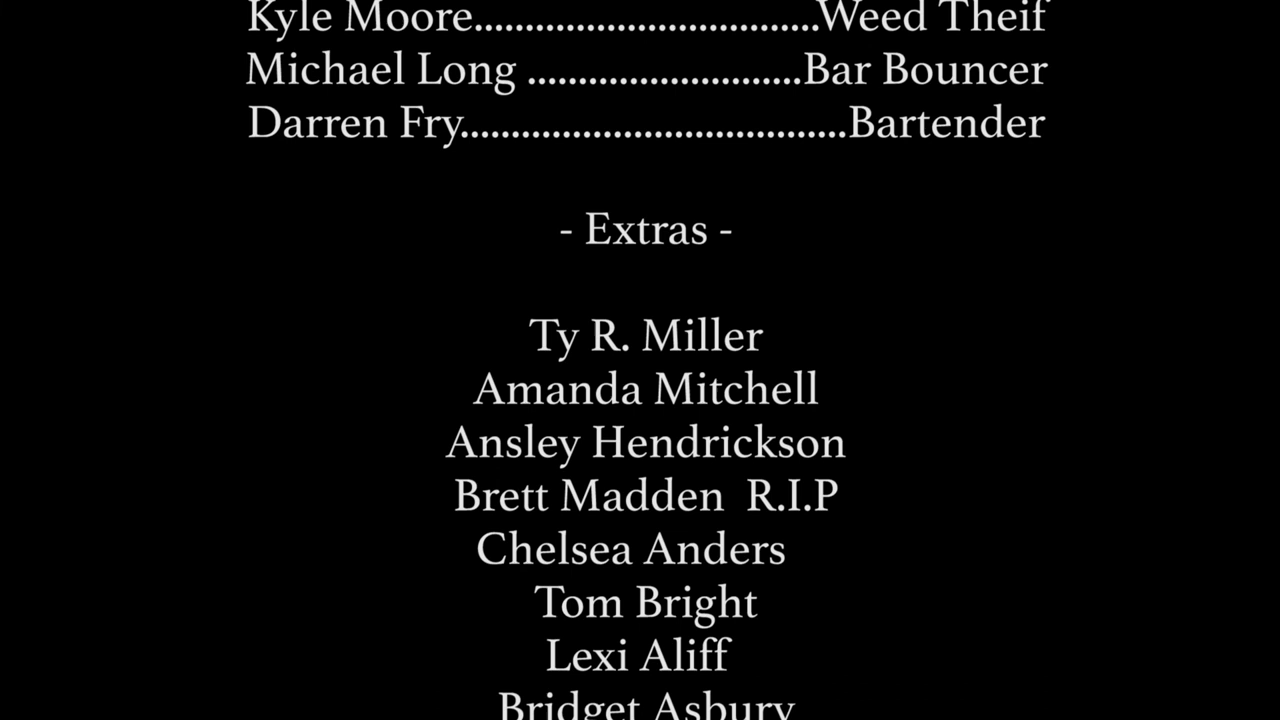 Kyle Moore..................................Weed Theif
Michael Long ...........................Bar Bouncer
Darren Fry......................................Bartender
- Extras -
Ty R. Miller
Amanda Mitchell
Ansley Hendrickson
Brett Madden  R.I.P
Chelsea Anders
Tom Bright
Lexi Aliff
Bridget Asbury